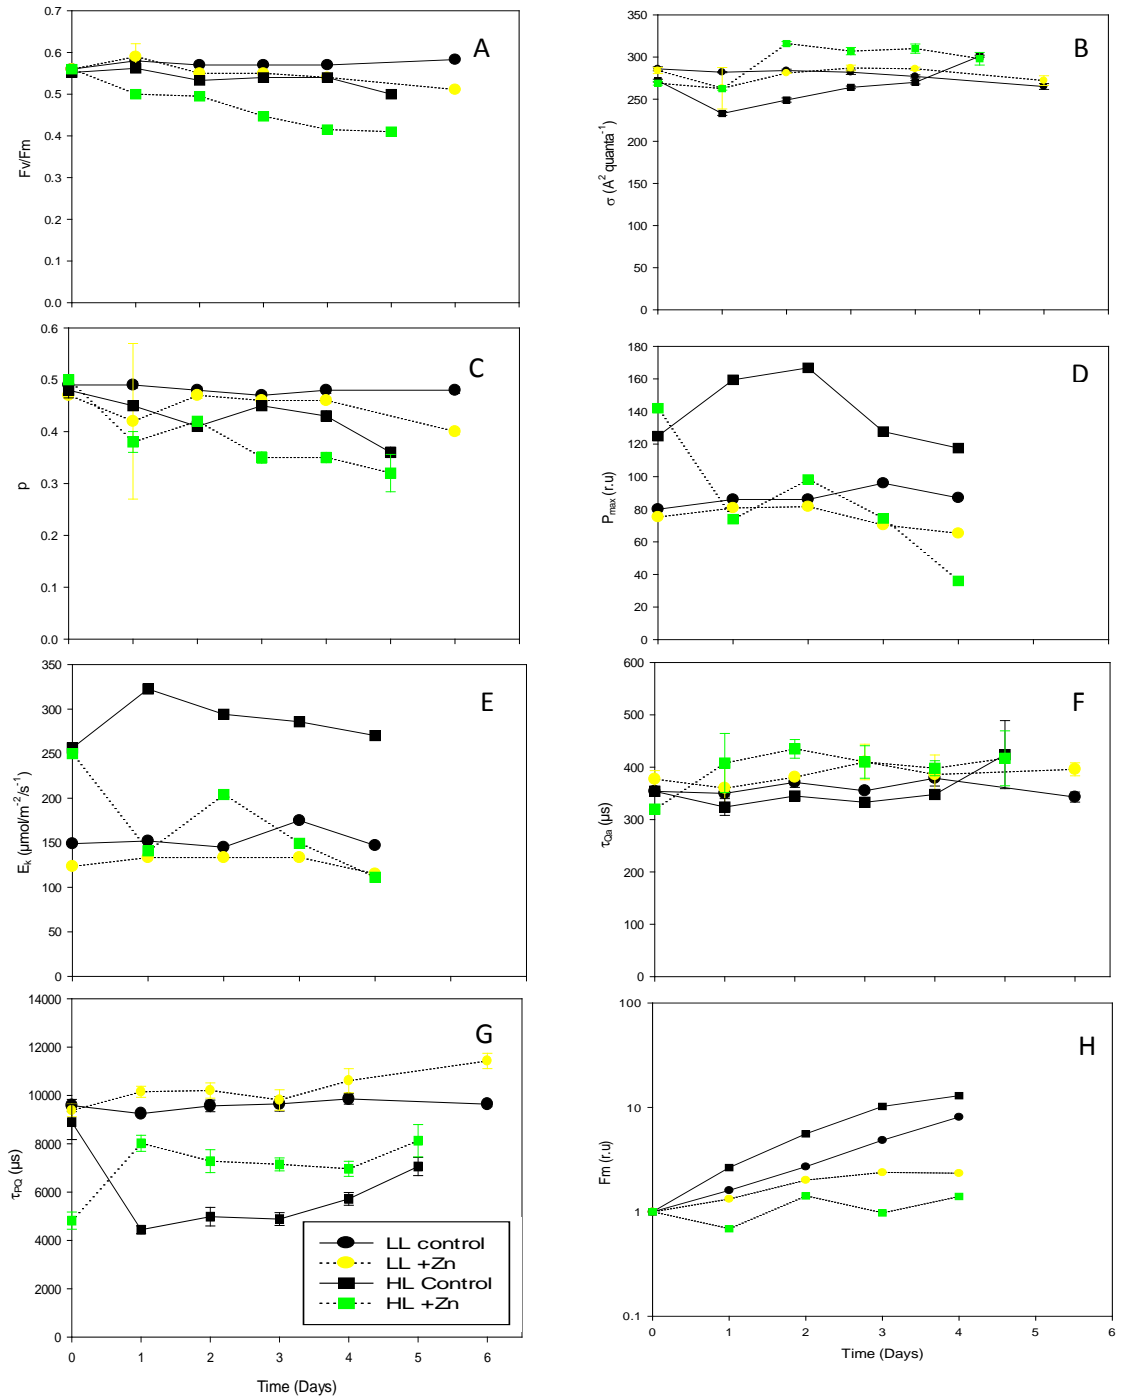 A
0.7
0.6
0.5
0.4
0.3
0.2
0.1
0.0
Fv/Fm
B
350
300
250
200
150
100
50
0
σ (A² quanta⁻¹)
C
0.6
0.5
0.4
0.3
0.2
0.1
0.0
p
D
180
160
140
120
100
80
60
40
20
0
Pmax (r.u)
E
350
300
250
200
150
100
50
0
Ek (µmol/m⁻²/s⁻¹)
F
600
500
400
300
200
100
0
τQa (µs)
G
14000
12000
10000
8000
6000
4000
2000
0
τPQ (µs)
LL control
LL +Zn
HL Control
HL +Zn
0 1 2 3 4 5 6
Time (Days)
H
100
10
1
0.1
Fm (r.u)
0 1 2 3 4 5 6
Time (Days)